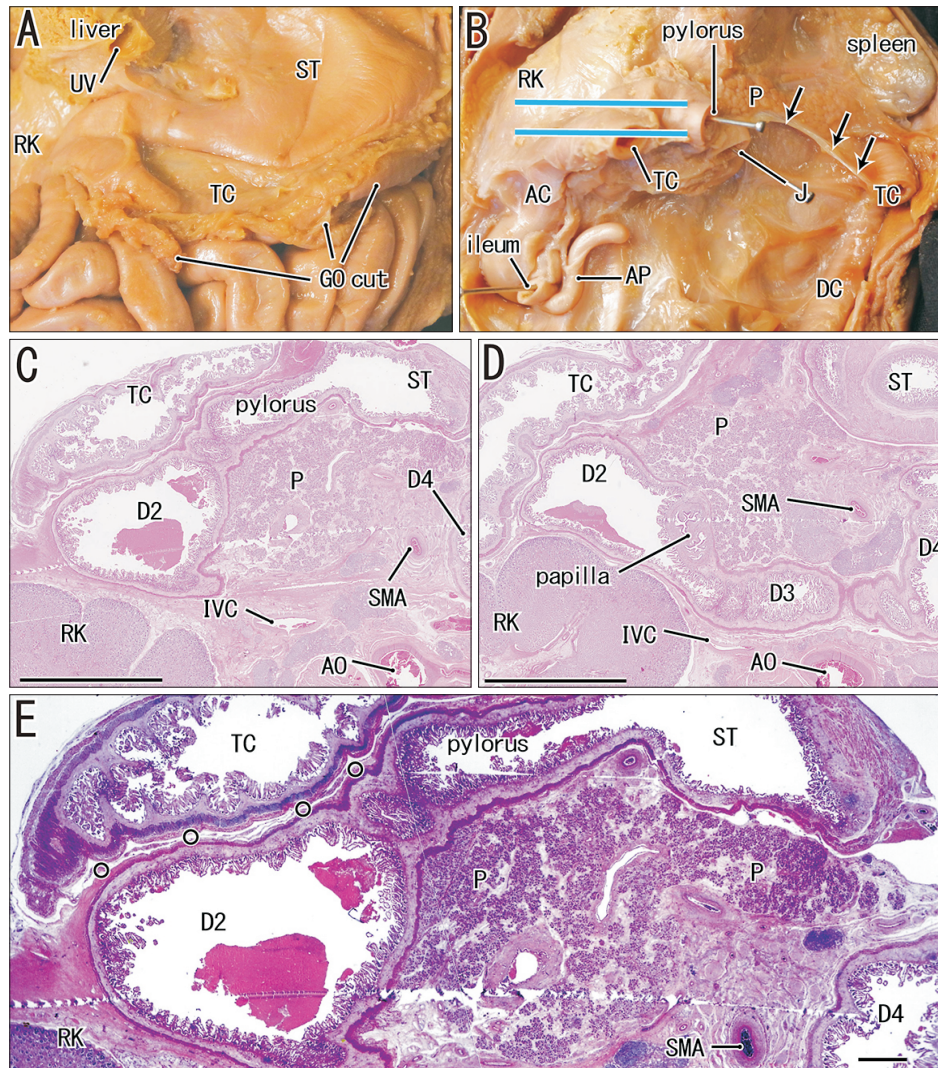 A
liver
UV
ST
RK
TC
GO cut
B
pylorus
spleen
RK
P
TC
J
TC
AC
ileum
AP
DC
C
TC
ST
pylorus
P
D4
D2
SMA
IVC
RK
AO
D
TC
ST
P
D2
SMA
D4
papilla
D3
RK
IVC
AO
E
TC
pylorus
ST
P
P
D2
D4
RK
SMA